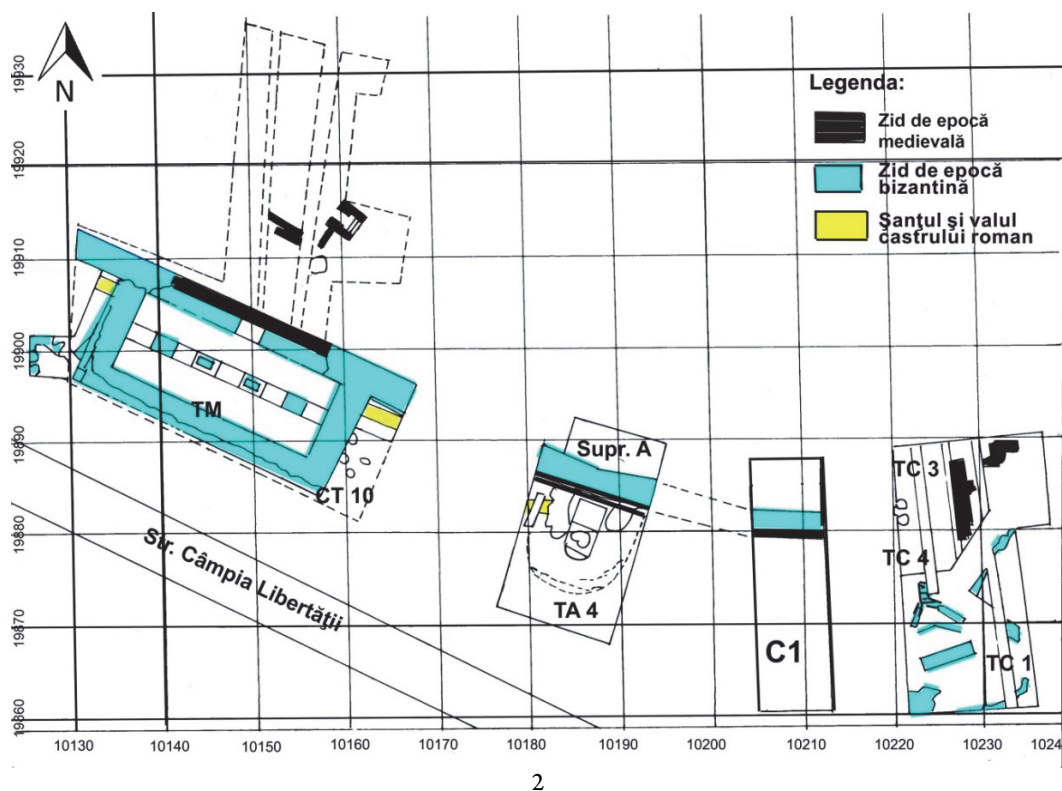 N
Legenda:
Zid de epocă
medievală
Zid de epocă
bizantină
Şanţul şi valul
castrului roman
19930
19920
19910
19900
19890
19880
19870
19860
TM
CT 10
Str. Câmpia Libertăţii
Supr. A
TA 4
C1
TC 3
TC 4
TC 1
10130
10140
10150
10160
10170
10180
10190
10200
10210
10220
10230
1024
2